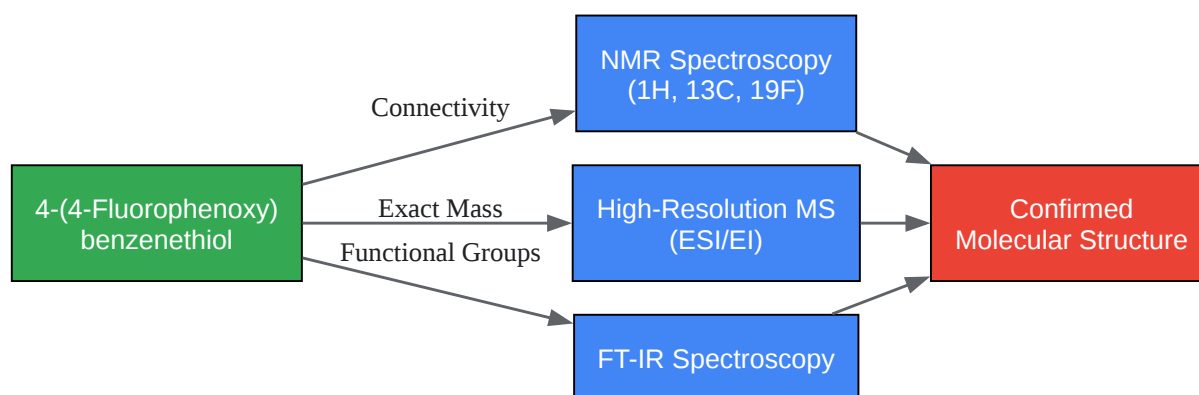 NMR Spectroscopy
(1H, 13C, 19F)
Connectivity
4-(4-Fluorophenoxy)
benzenethiol
Exact Mass
High-Resolution MS
(ESI/EI)
Confirmed
Molecular Structure
Functional Groups
FT-IR Spectroscopy